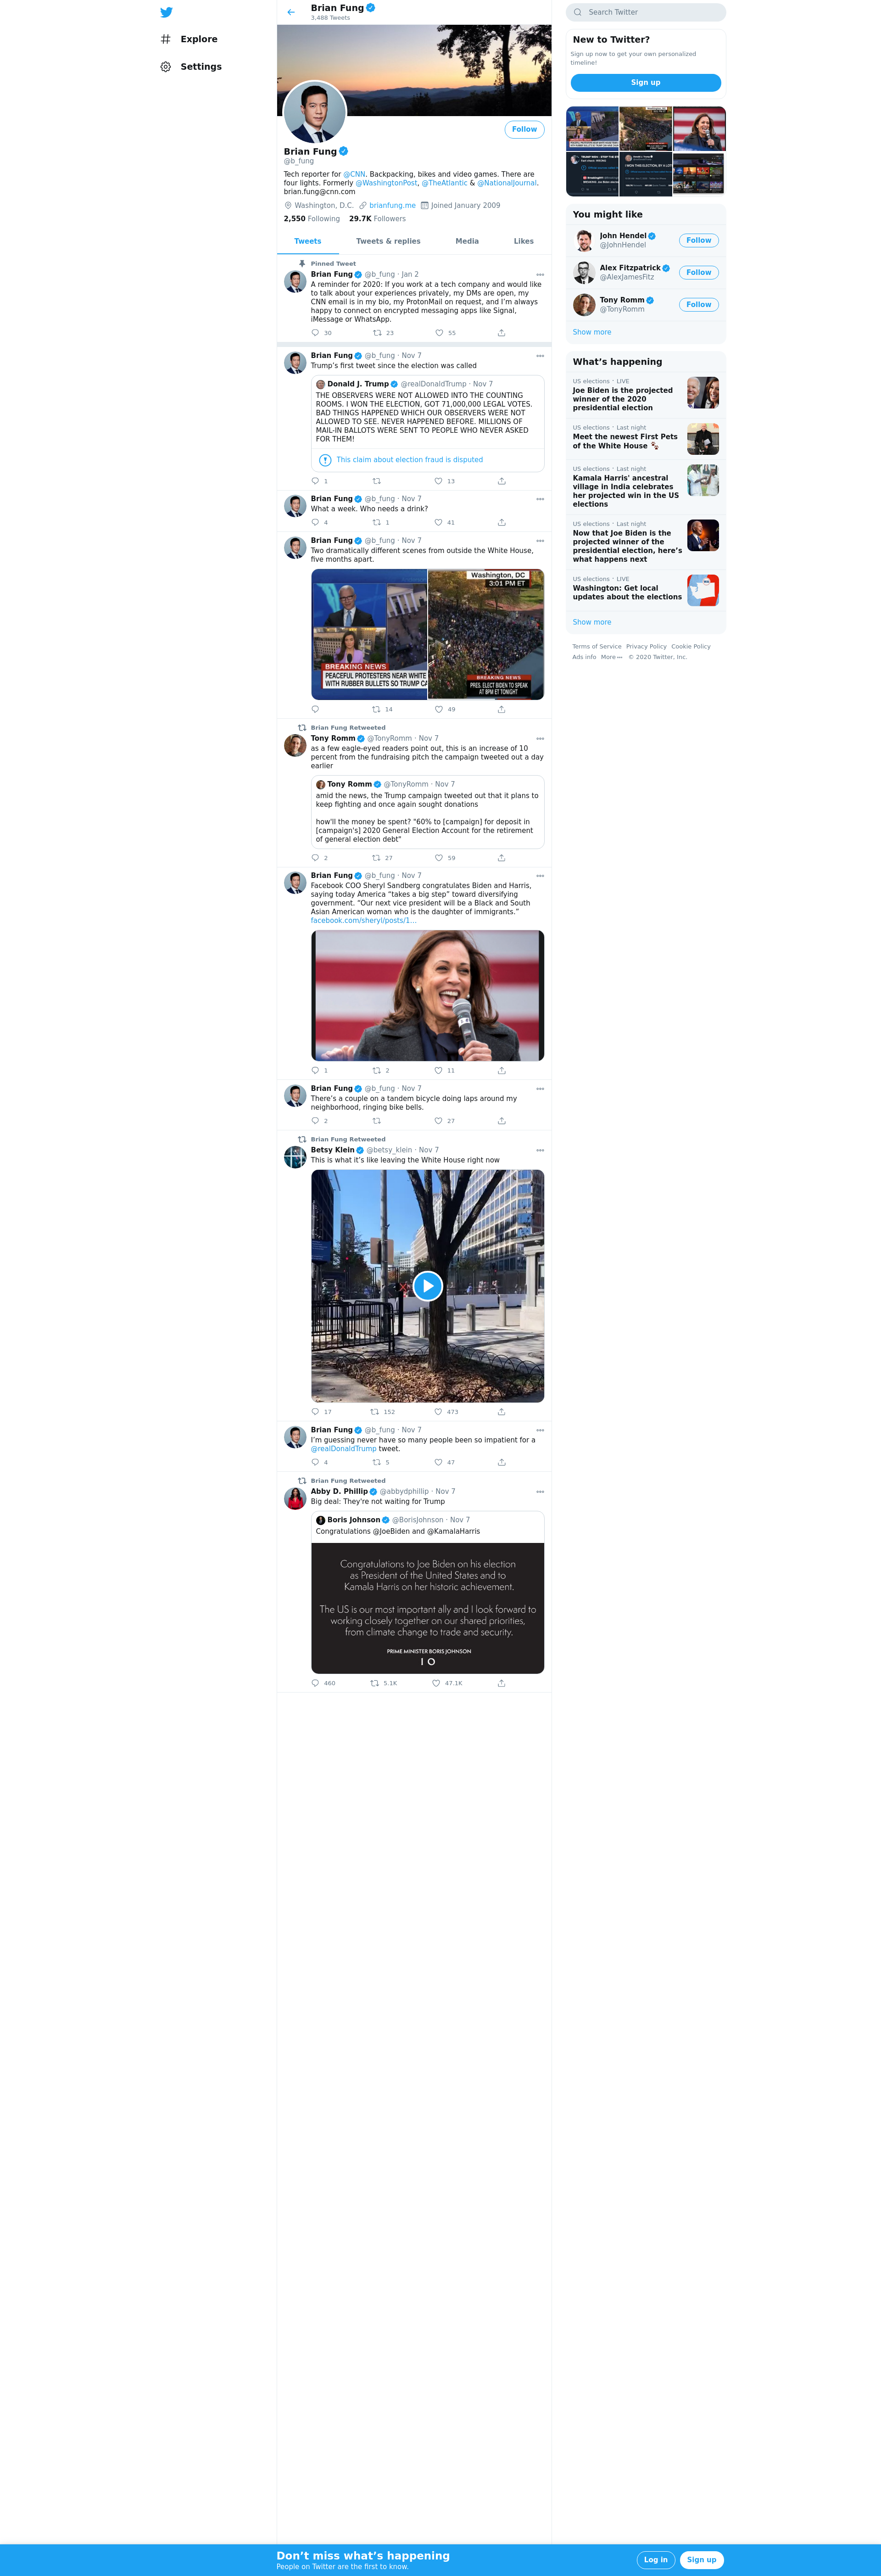 Explore
Settings
Brian Fung
3,488 Tweets
Follow
Brian Fung
@b_fung
Tech reporter for @CNN. Backpacking, bikes and video games. There are
four lights. Formerly @WashingtonPost, @TheAtlantic & @NationalJournal.
brian.fung@cnn.com
Washington, D.C. brianfung.me Joined January 2009
2,550 Following 29.7K Followers
Tweets Tweets & replies Media Likes
Pinned Tweet
Brian Fung @b_fung · Jan 2
A reminder for 2020: If you work at a tech company and would like
to talk about your experiences privately, my DMs are open, my
CNN email is in my bio, my ProtonMail on request, and I’m always
happy to connect on encrypted messaging apps like Signal,
iMessage or WhatsApp.
30 23 55
Brian Fung @b_fung · Nov 7
Trump’s first tweet since the election was called
Donald J. Trump @realDonaldTrump · Nov 7
THE OBSERVERS WERE NOT ALLOWED INTO THE COUNTING
ROOMS. I WON THE ELECTION, GOT 71,000,000 LEGAL VOTES.
BAD THINGS HAPPENED WHICH OUR OBSERVERS WERE NOT
ALLOWED TO SEE. NEVER HAPPENED BEFORE. MILLIONS OF
MAIL-IN BALLOTS WERE SENT TO PEOPLE WHO NEVER ASKED
FOR THEM!
This claim about election fraud is disputed
1 13
Brian Fung @b_fung · Nov 7
What a week. Who needs a drink?
4 1 41
Brian Fung @b_fung · Nov 7
Two dramatically different scenes from outside the White House,
five months apart.
BREAKING NEWS
PEACEFUL PROTESTERS NEAR WHITE
WITH RUBBER BULLETS SO TRUMP CA
Washington, DC
3:01 PM ET
BREAKING NEWS
PRES. ELECT BIDEN TO SPEAK
AT 8PM ET TONIGHT
14 49
Brian Fung Retweeted
Tony Romm @TonyRomm · Nov 7
as a few eagle-eyed readers point out, this is an increase of 10
percent from the fundraising pitch the campaign tweeted out a day
earlier
Tony Romm @TonyRomm · Nov 7
amid the news, the Trump campaign tweeted out that it plans to
keep fighting and once again sought donations
how'll the money be spent? "60% to [campaign] for deposit in
[campaign's] 2020 General Election Account for the retirement
of general election debt"
2 27 59
Brian Fung @b_fung · Nov 7
Facebook COO Sheryl Sandberg congratulates Biden and Harris,
saying today America “takes a big step” toward diversifying
government. “Our next vice president will be a Black and South
Asian American woman who is the daughter of immigrants.”
facebook.com/sheryl/posts/1…
1 2 11
Brian Fung @b_fung · Nov 7
There’s a couple on a tandem bicycle doing laps around my
neighborhood, ringing bike bells.
2 27
Brian Fung Retweeted
Betsy Klein @betsy_klein · Nov 7
This is what it’s like leaving the White House right now
17 152 473
Brian Fung @b_fung · Nov 7
I’m guessing never have so many people been so impatient for a
@realDonaldTrump tweet.
4 5 47
Brian Fung Retweeted
Abby D. Phillip @abbydphillip · Nov 7
Big deal: They're not waiting for Trump
Boris Johnson @BorisJohnson · Nov 7
Congratulations @JoeBiden and @KamalaHarris
Congratulations to Joe Biden on his election
as President of the United States and to
Kamala Harris on her historic achievement.
The US is our most important ally and I look forward to
working closely together on our shared priorities,
from climate change to trade and security.
PRIME MINISTER BORIS JOHNSON
10
460 5.1K 47.1K
Search Twitter
New to Twitter?
Sign up now to get your own personalized
timeline!
Sign up
You might like
John Hendel
@JohnHendel
Follow
Alex Fitzpatrick
@AlexJamesFitz
Follow
Tony Romm
@TonyRomm
Follow
Show more
What’s happening
US elections · LIVE
Joe Biden is the projected
winner of the 2020
presidential election
US elections · Last night
Meet the newest First Pets
of the White House 🐾
US elections · Last night
Kamala Harris' ancestral
village in India celebrates
her projected win in the US
elections
US elections · Last night
Now that Joe Biden is the
projected winner of the
presidential election, here’s
what happens next
US elections · LIVE
Washington: Get local
updates about the elections
Show more
Terms of Service Privacy Policy Cookie Policy
Ads info More © 2020 Twitter, Inc.
Don’t miss what’s happening
People on Twitter are the first to know.
Log in Sign up